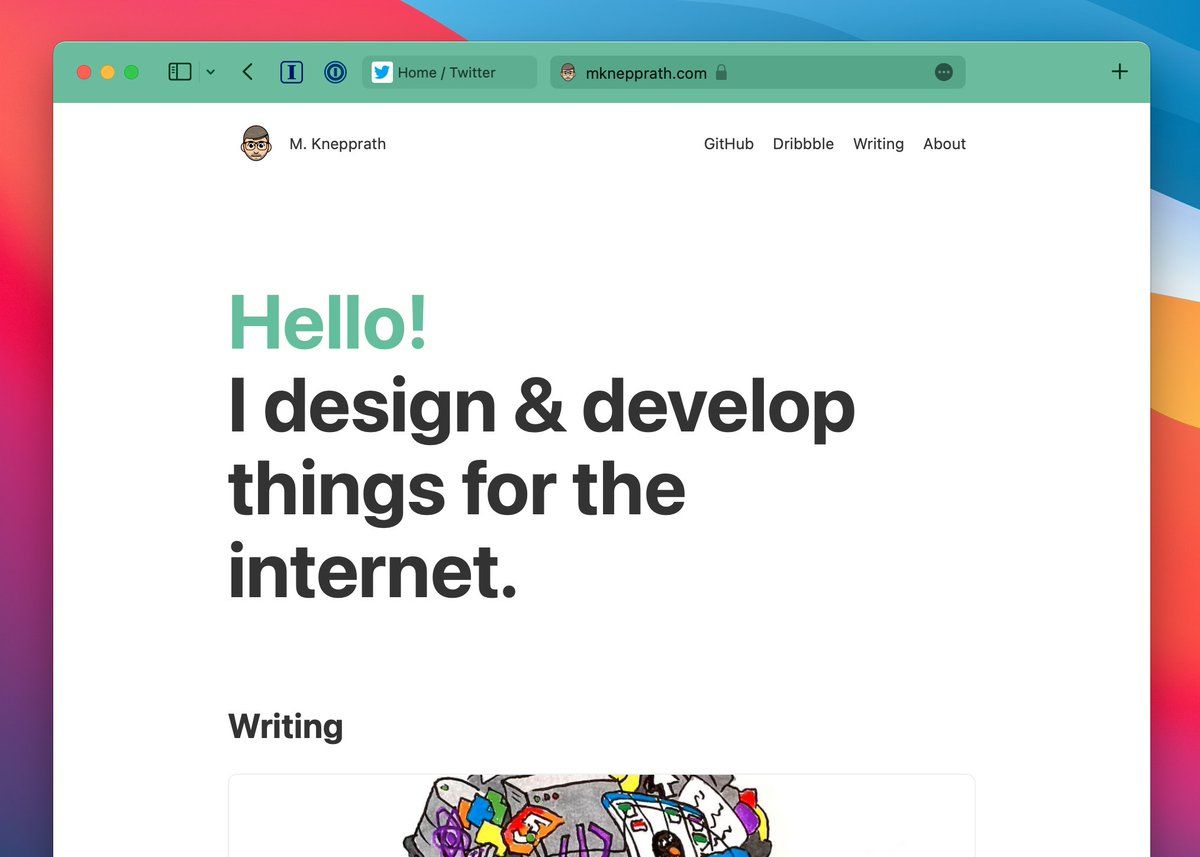 Home / Twitter
mknepprath.com
M. Knepprath
GitHub Dribbble Writing About
Hello!
I design & develop
things for the
internet.
Writing